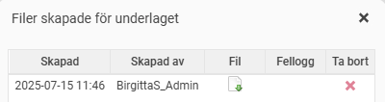 Filer skapade för underlaget
Skapad Skapad av Fil Fellogg Ta bort
2025-07-15 11:46 BirgittaS_Admin